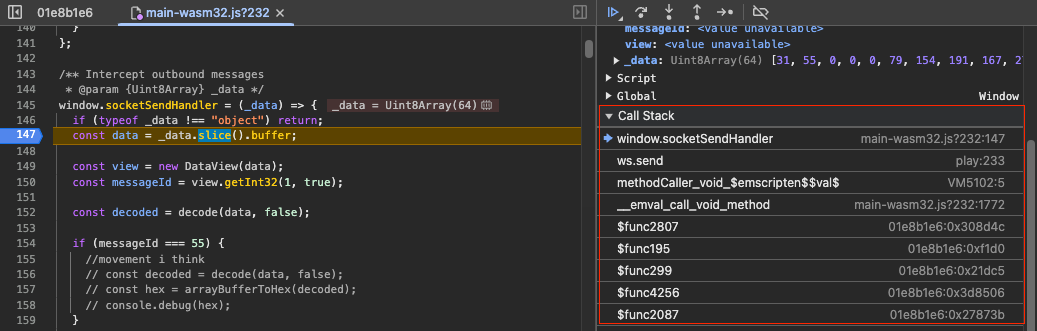 01e8b1e6 main-wasm32.js?232 ×
140 }
141 };
142
143 /** Intercept outbound messages
144 * @param {Uint8Array} _data */
145 window.socketSendHandler = (_data) => { _data = Uint8Array(64)
146 if (typeof _data !== "object") return;
147 const data = _data.slice().buffer;
148
149 const view = new DataView(data);
150 const messageId = view.getInt32(1, true);
151
152 const decoded = decode(data, false);
153
154 if (messageId === 55) {
155 //movement i think
156 // const decoded = decode(data, false);
157 // const hex = arrayBufferToHex(decoded);
158 // console.debug(hex);
159 }
messageId: <value unavailable>
view: <value unavailable>
_data: Uint8Array(64) [31, 55, 0, 0, 0, 79, 154, 191, 167, 2
Script
Global Window
Call Stack
window.socketSendHandler main-wasm32.js?232:147
ws.send play:233
methodCaller_void_$emscripten$$val$ VM5102:5
__emval_call_void_method main-wasm32.js?232:1772
$func2807 01e8b1e6:0x308d4c
$func195 01e8b1e6:0xf1d0
$func299 01e8b1e6:0x21dc5
$func4256 01e8b1e6:0x3d8506
$func2087 01e8b1e6:0x27873b